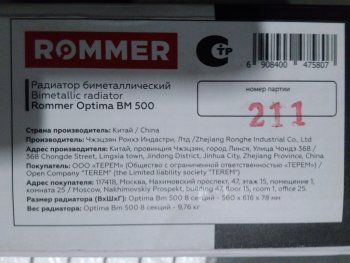 ROMMER
СТР
6 908400 475807
Радиатор биметаллический
Bimetallic radiator
Rommer Optima BM 500
номер партии
211
Страна производитель: Китай / China
Производитель: Чжэцзян Ронхэ Индастри, Лтд / Zhejiang Ronghe Industrial Co., Ltd
Адрес производителя: Китай, провинция Чжэцзян, город Линся, Улица Чонгд 368 /
368 Chongde Street, Lingxia town, Jindong District, Jinhua City, Zhejiang Province, China.
Покупатель: ООО «ТЕРЕМ» (Общество с ограниченной ответственностью «ТЕРЕМ») /
Open Company "TEREM" (the Limited liability society "TEREM")
Адрес покупателя: 117418, Москва, Нахимовский проспект, 47, этаж 15, помещение 1,
комната 25 / Moscow, Nakhimovskiy Prospekt, building 47, floor 15, room 1, office 25.
Размер радиатора (ВхШхГ): Optima Bm 500 8 секций - 560 x 616 x 78 мм
Вес радиатора: Optima Bm 500 8 секций - 9,76 кг